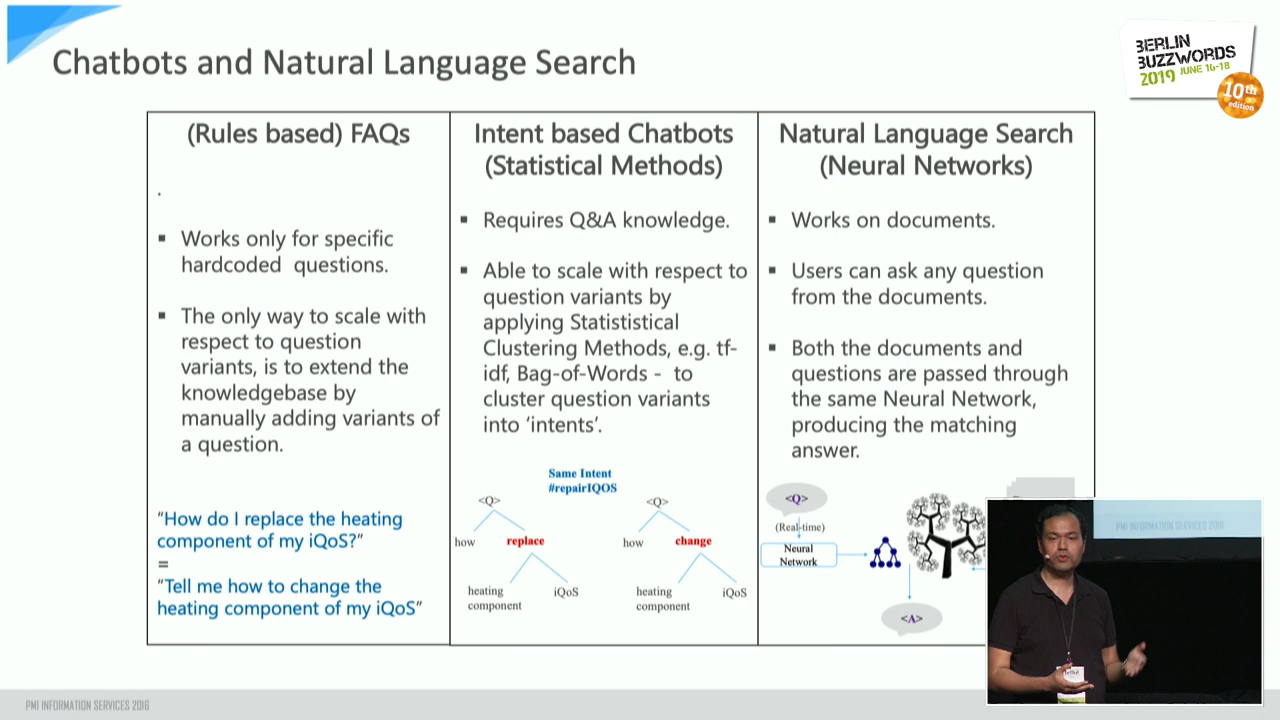 Chatbots and Natural Language Search
BERLIN
BUZZWORDS
2019 JUNE 16-18
10th
edition
(Rules based) FAQs
.
▪ Works only for specific
hardcoded questions.
▪ The only way to scale with
respect to question
variants, is to extend the
knowledgebase by
manually adding variants of
a question.
“How do I replace the heating
component of my iQoS?”
=
“Tell me how to change the
heating component of my iQoS”
Intent based Chatbots
(Statistical Methods)
▪ Requires Q&A knowledge.
▪ Able to scale with respect to
question variants by
applying Statististical
Clustering Methods, e.g. tf-
idf, Bag-of-Words - to
cluster question variants
into ‘intents’.
Same Intent
#repairIQOS
<Q>
how
replace
heating
component
iQoS
<Q>
how
change
heating
component
iQoS
Natural Language Search
(Neural Networks)
▪ Works on documents.
▪ Users can ask any question
from the documents.
▪ Both the documents and
questions are passed through
the same Neural Network,
producing the matching
answer.
<Q>
(Real-time)
Neural
Network
<A>
PMI INFORMATION SERVICES 2016
PMI INFORMATION SERVICES 2016